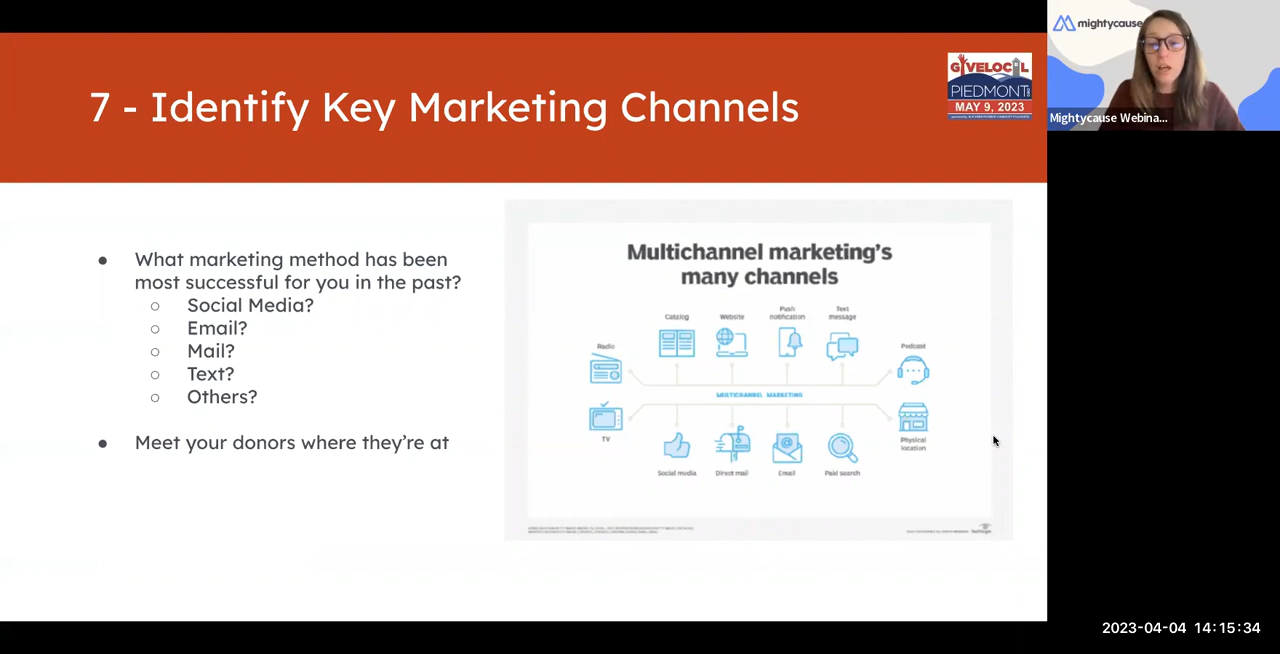 7 - Identify Key Marketing Channels
GIVELOCAL
PIEDMONT
MAY 9, 2023
mightycause
Mightycause Webina...
What marketing method has been
most successful for you in the past?
Social Media?
Email?
Mail?
Text?
Others?
Meet your donors where they’re at
Multichannel marketing's
many channels
Radio
Catalog
Website
Push
notification
Text
message
Podcast
MULTICHANNEL MARKETING
TV
Social media
Direct mail
Email
Paid search
Physical
location
TechTarget
2023-04-04 14:15:34